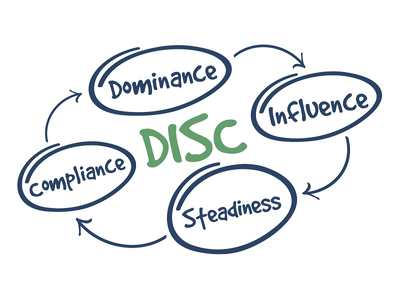 Dominance
Influence
DISC
Compliance
Steadiness